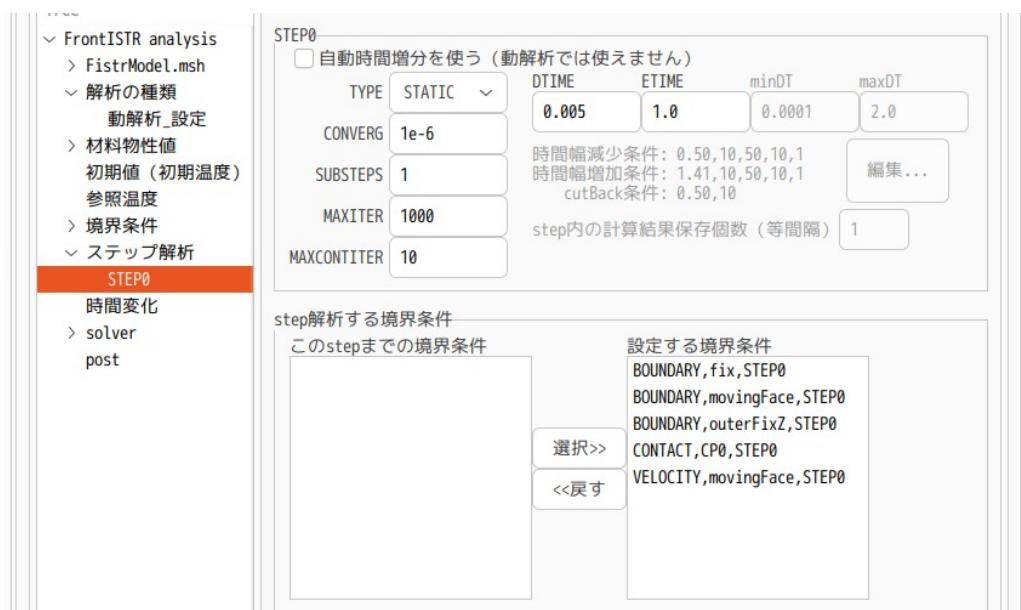 FrontISTR analysis
FistrModel.msh
解析の種類
動解析_設定
材料物性値
初期値（初期温度）
参照温度
境界条件
ステップ解析
STEP0
時間変化
solver
post
STEP0
自動時間増分を使う（動解析では使えません）
TYPE STATIC
CONVERG 1e-6
SUBSTEPS 1
MAXITER 1000
MAXCONTITER 10
DTIME ETIME minDT maxDT
0.005 1.0 0.0001 2.0
時間幅減少条件: 0.50,10,50,10,1
時間幅増加条件: 1.41,10,50,10,1
cutBack条件: 0.50,10
編集...
step内の計算結果保存個数（等間隔） 1
step解析する境界条件
このstepまでの境界条件
選択>>
<<戻す
設定する境界条件
BOUNDARY,fix,STEP0
BOUNDARY,movingFace,STEP0
BOUNDARY,outerFixZ,STEP0
CONTACT,CP0,STEP0
VELOCITY,movingFace,STEP0